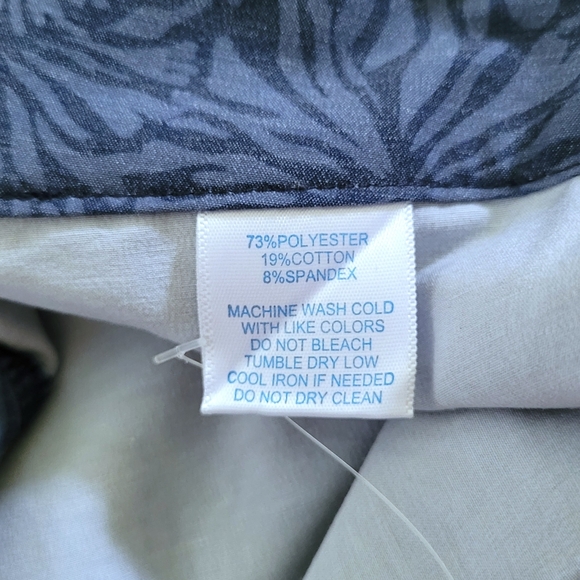 73%POLYESTER
19%COTTON
8%SPANDEX
MACHINE WASH COLD
WITH LIKE COLORS
DO NOT BLEACH
TUMBLE DRY LOW
COOL IRON IF NEEDED
DO NOT DRY CLEAN